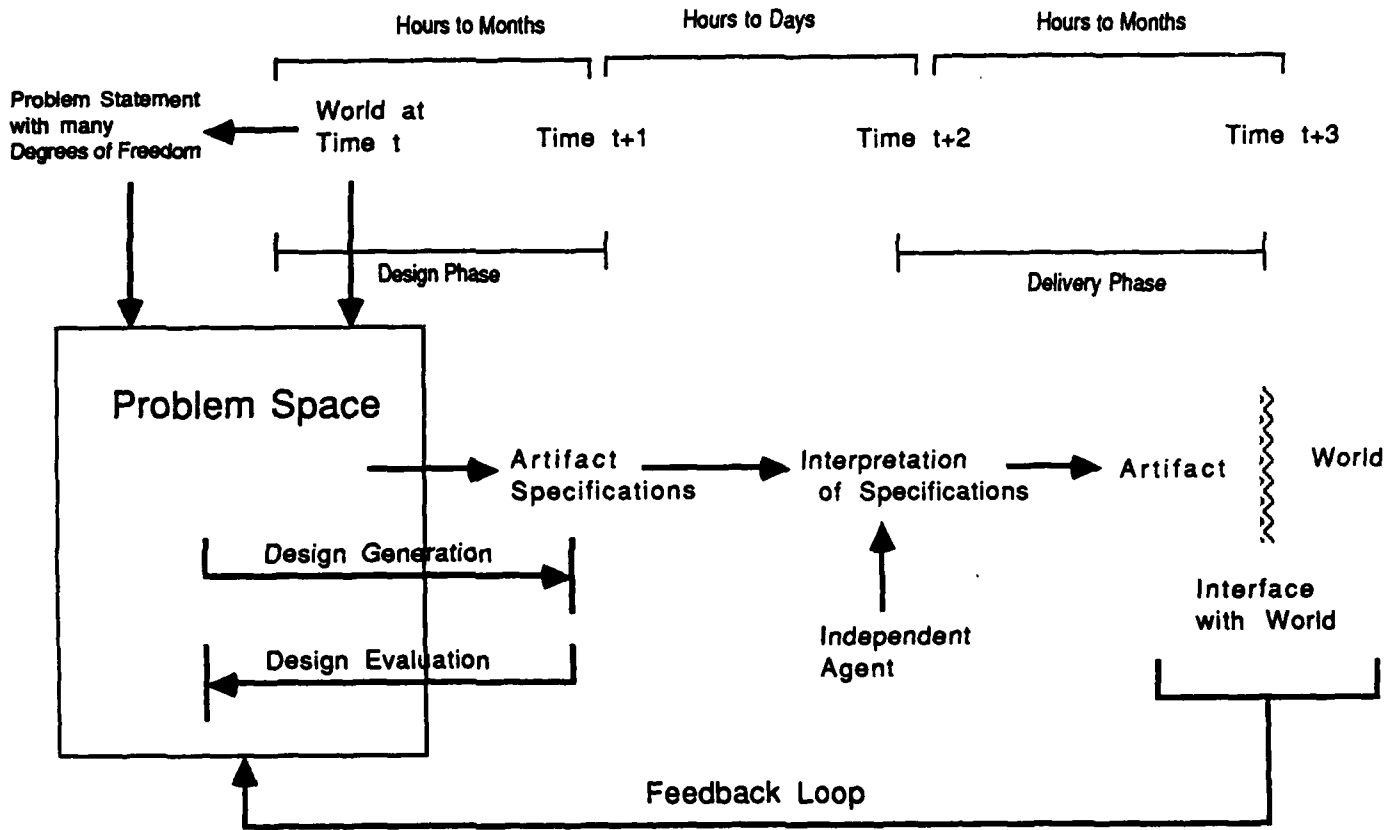 Hours to Months
Hours to Days
Hours to Months
Problem Statement
with many
Degrees of Freedom
World at
Time t
Time t+1
Time t+2
Time t+3
Design Phase
Delivery Phase
Problem Space
Artifact
Specifications
Interpretation
of Specifications
Artifact
World
Design Generation
Design Evaluation
Independent
Agent
Interface
with World
Feedback Loop